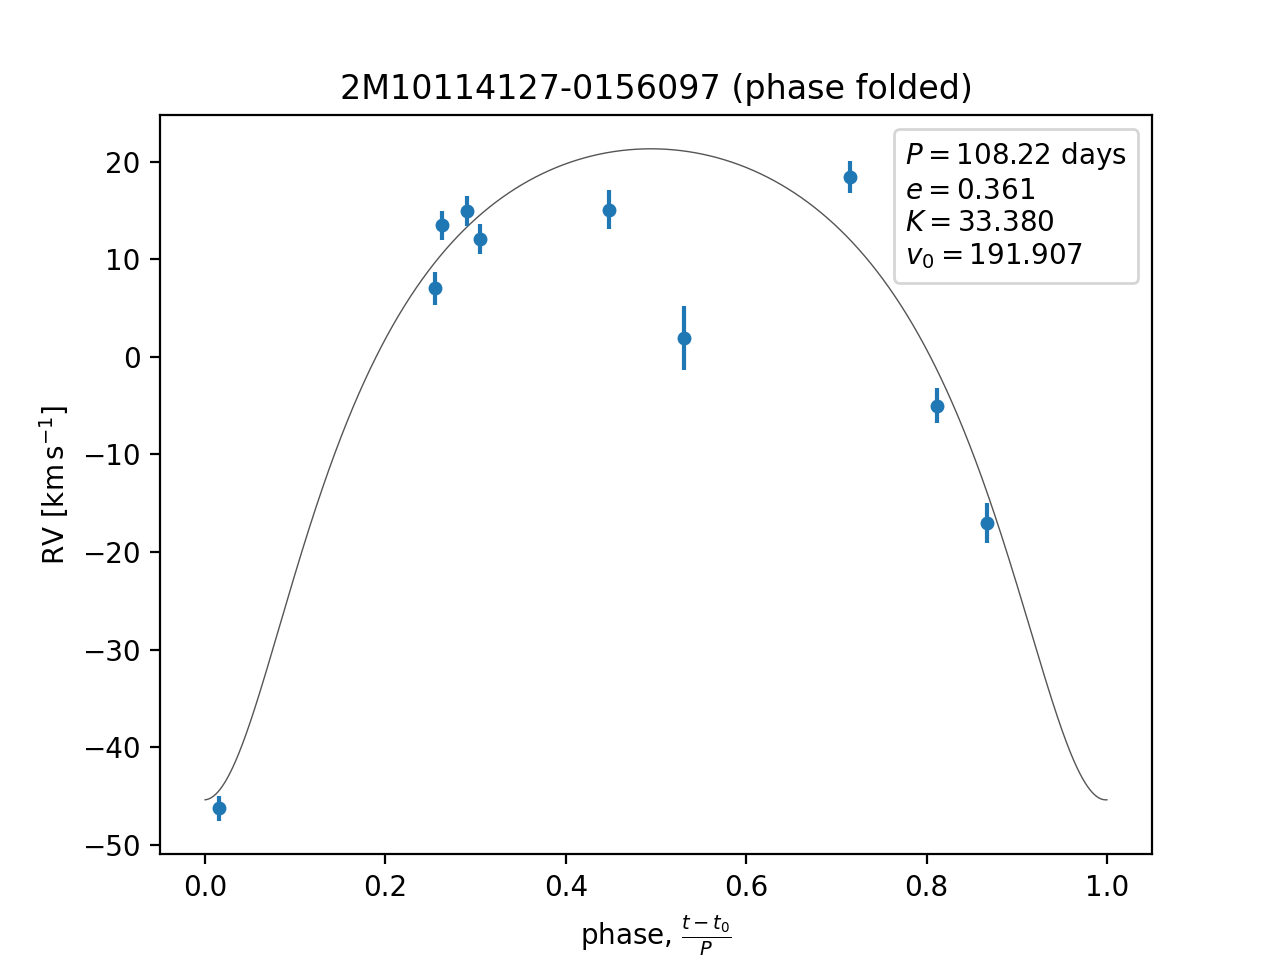 2M10114127-0156097 (phase folded)
P = 108.22 days
e = 0.361
K = 33.380
v₀ = 191.907
20
10
0
−10
−20
−30
−40
−50
RV [km s⁻¹]
0.0 0.2 0.4 0.6 0.8 1.0
phase, (t − t₀)/P